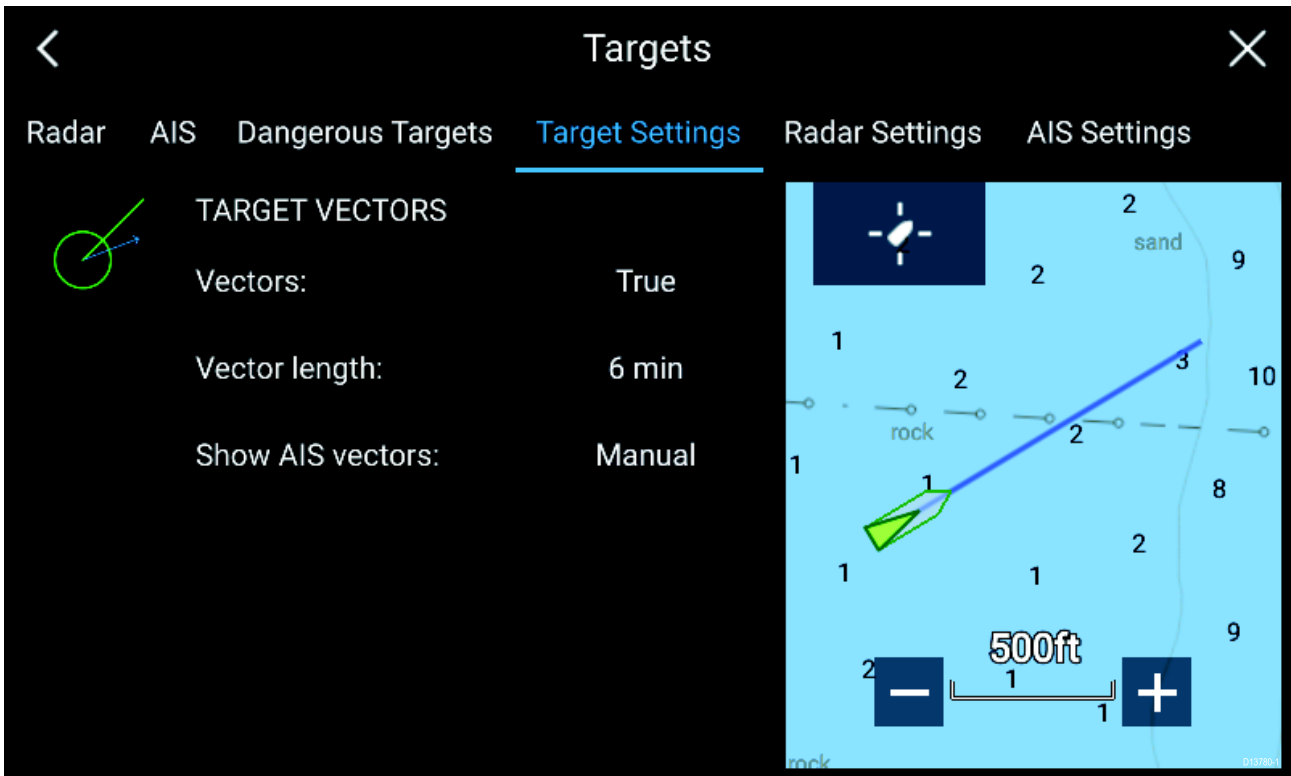 Targets
Radar AIS Dangerous Targets Target Settings Radar Settings AIS Settings
TARGET VECTORS
Vectors: True
Vector length: 6 min
Show AIS vectors: Manual
2
sand
9
2
1
3
2
10
rock
2
1
1
8
2
1
1
9
500ft
2
1
1
rock
D13780-1